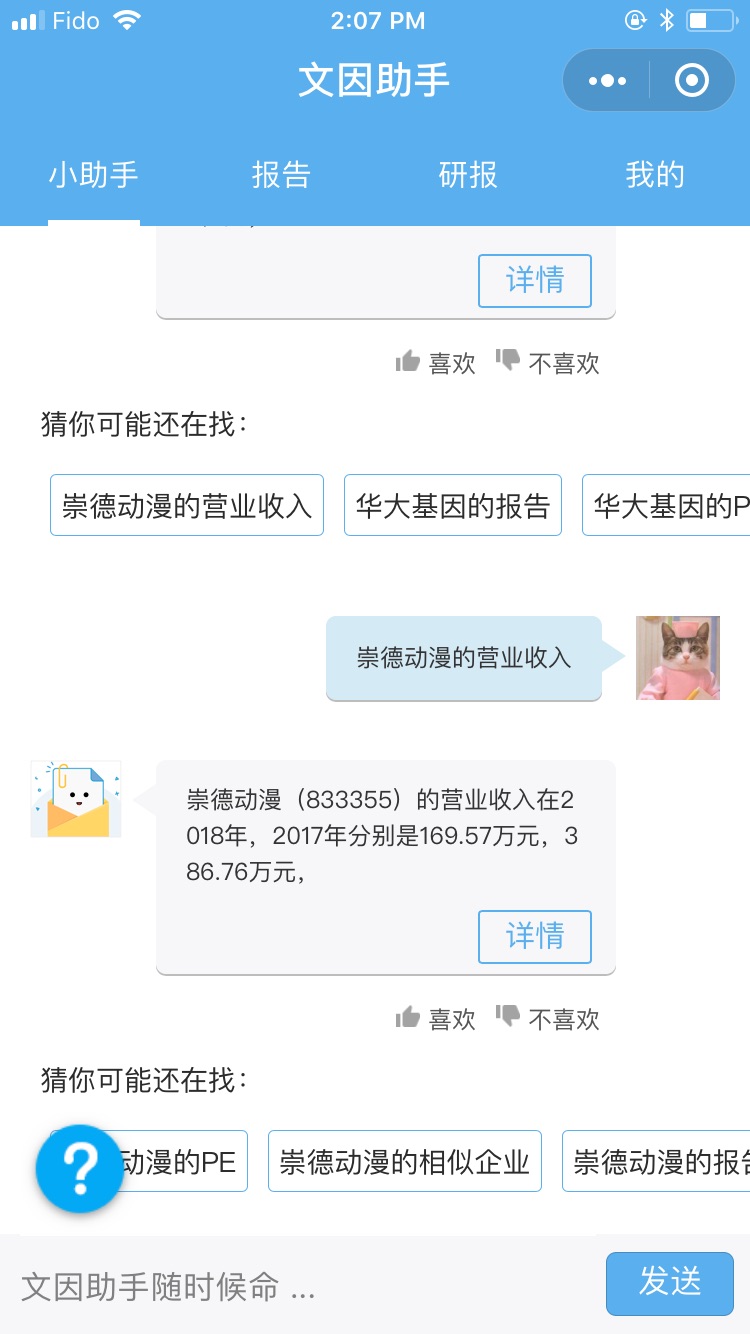 Fido 2:07 PM
文因助手
小助手 报告 研报 我的
详情
喜欢 不喜欢
猜你可能还在找：
崇德动漫的营业收入 华大基因的报告 华大基因的P
崇德动漫的营业收入
崇德动漫（833355）的营业收入在2
018年，2017年分别是169.57万元，3
86.76万元，
详情
喜欢 不喜欢
猜你可能还在找：
? 动漫的PE 崇德动漫的相似企业 崇德动漫的报告
文因助手随时候命 ... 发送